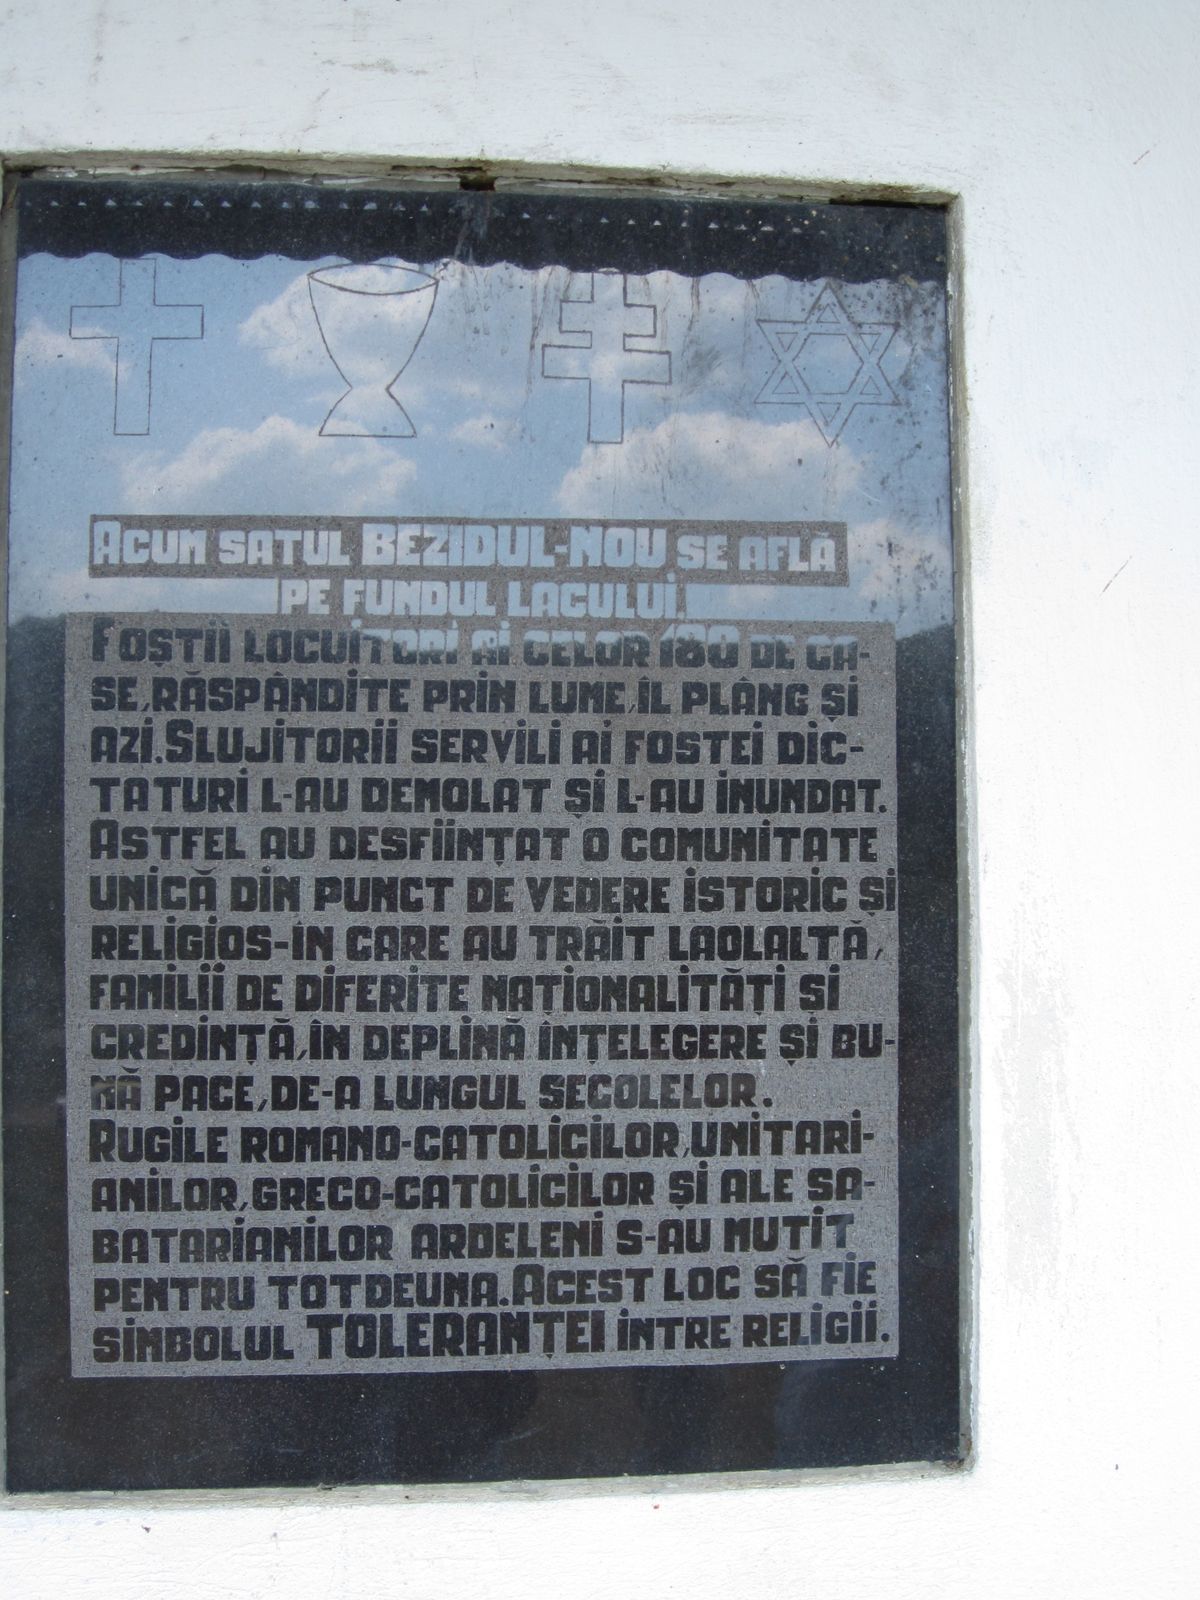 ACUM SATUL BEZIDUL-NOU SE AFLĂ
PE FUNDUL LACULUI.
FOȘTII LOCUITORI AI CELOR 180 DE CA-
SE, RĂSPÂNDITE PRIN LUME, ÎL PLÂNG ȘI
AZI. SLUJITORII SERVILI AI FOSTEI DIC-
TATURI L-AU DEMOLAT ȘI L-AU INUNDAT.
ASTFEL AU DESFIINȚAT O COMUNITATE
UNICĂ DIN PUNCT DE VEDERE ISTORIC ȘI
RELIGIOS-ÎN CARE AU TRĂIT LAOLALTĂ,
FAMILII DE DIFERITE NAȚIONALITĂȚI ȘI
CREDINȚĂ, ÎN DEPLINĂ ÎNȚELEGERE ȘI BU-
NĂ PACE, DE-A LUNGUL SECOLELOR.
RUGILE ROMANO-CATOLICILOR, UNITARI-
ANILOR, GRECO-CATOLICILOR ȘI ALE SA-
BATARIANILOR ARDELENI S-AU MUTIT
PENTRU TOTDEUNA. ACEST LOC SĂ FIE
SIMBOLUL TOLERANȚEI INTRE RELIGII.